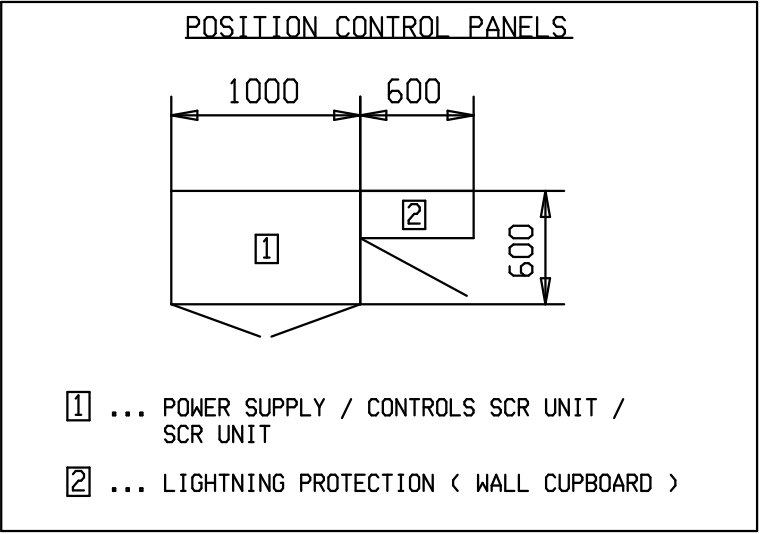 POSITION CONTROL PANELS
1000 600
2
1
600
1 ... POWER SUPPLY / CONTROLS SCR UNIT /
SCR UNIT
2 ... LIGHTNING PROTECTION ( WALL CUPBOARD )